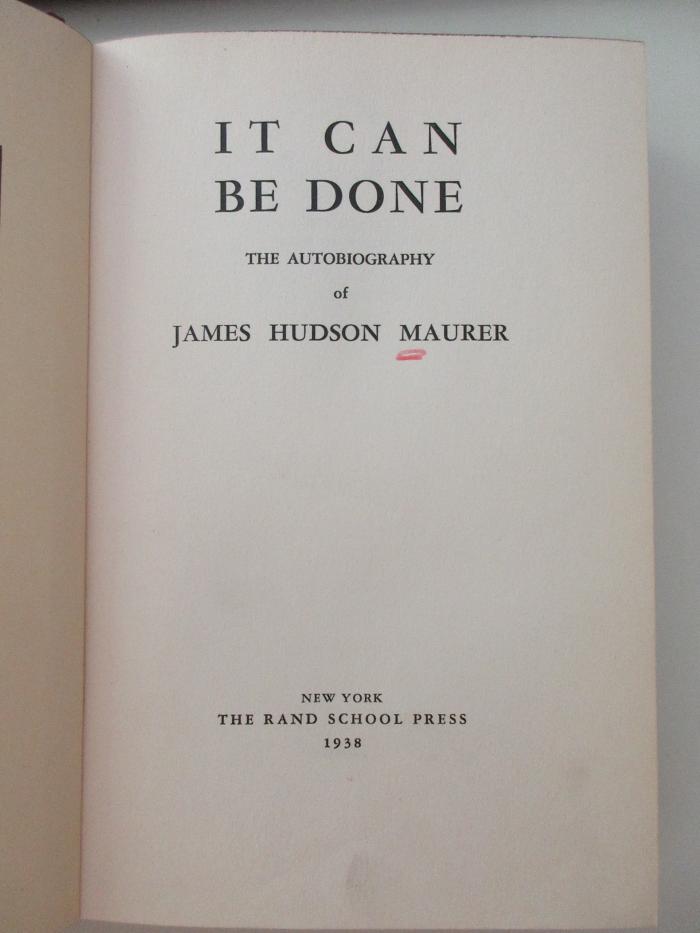 IT CAN
BE DONE
THE AUTOBIOGRAPHY
of
JAMES HUDSON MAURER
NEW YORK
THE RAND SCHOOL PRESS
1938